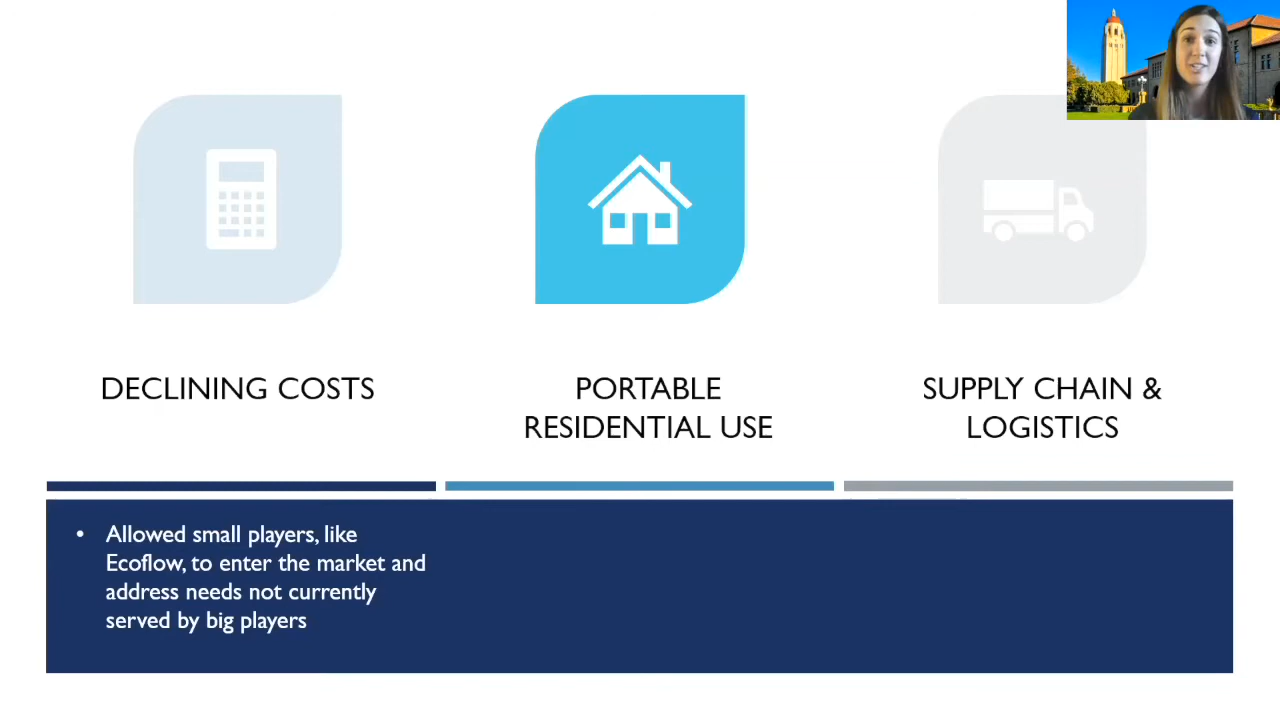 DECLINING COSTS
PORTABLE
RESIDENTIAL USE
SUPPLY CHAIN &
LOGISTICS
• Allowed small players, like
Ecoflow, to enter the market and
address needs not currently
served by big players